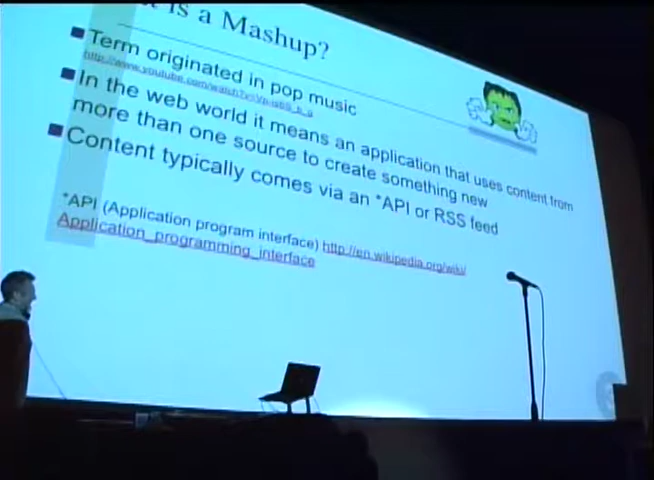 is a Mashup?
Term originated in pop music
In the web world it means an application that uses content from
more than one source to create something new
Content typically comes via an *API or RSS feed
*API (Application program interface) http://en.wikipedia.org/wiki/
Application_programming_interface